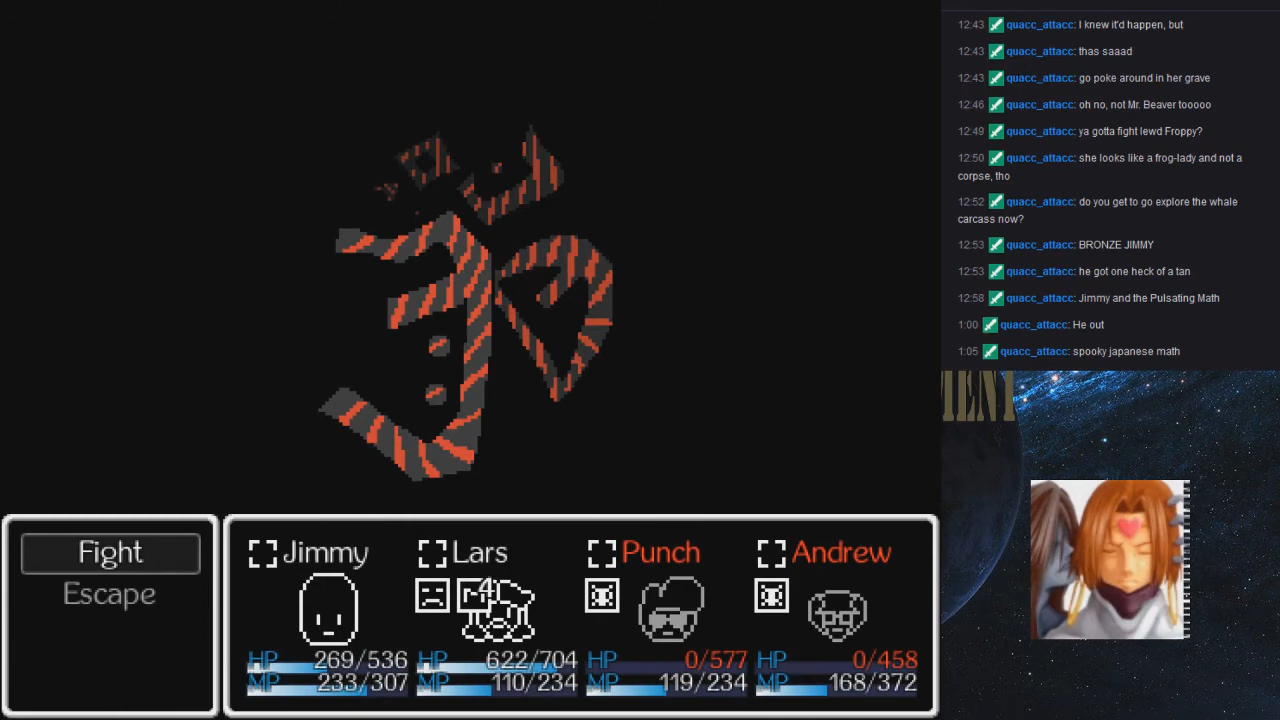 12:43 quacc_attacc: I knew it'd happen, but
12:43 quacc_attacc: thas saaad
12:43 quacc_attacc: go poke around in her grave
12:46 quacc_attacc: oh no, not Mr. Beaver tooooo
12:49 quacc_attacc: ya gotta fight lewd Froppy?
12:50 quacc_attacc: she looks like a frog-lady and not a
corpse, tho
12:52 quacc_attacc: do you get to go explore the whale
carcass now?
12:53 quacc_attacc: BRONZE JIMMY
12:53 quacc_attacc: he got one heck of a tan
12:58 quacc_attacc: Jimmy and the Pulsating Math
1:00 quacc_attacc: He out
1:05 quacc_attacc: spooky japanese math
MENT
Fight
Escape
Jimmy Lars Punch Andrew
HP 269/536 HP 622/704 HP 0/577 HP 0/458
MP 233/307 MP 110/234 MP 119/234 MP 168/372